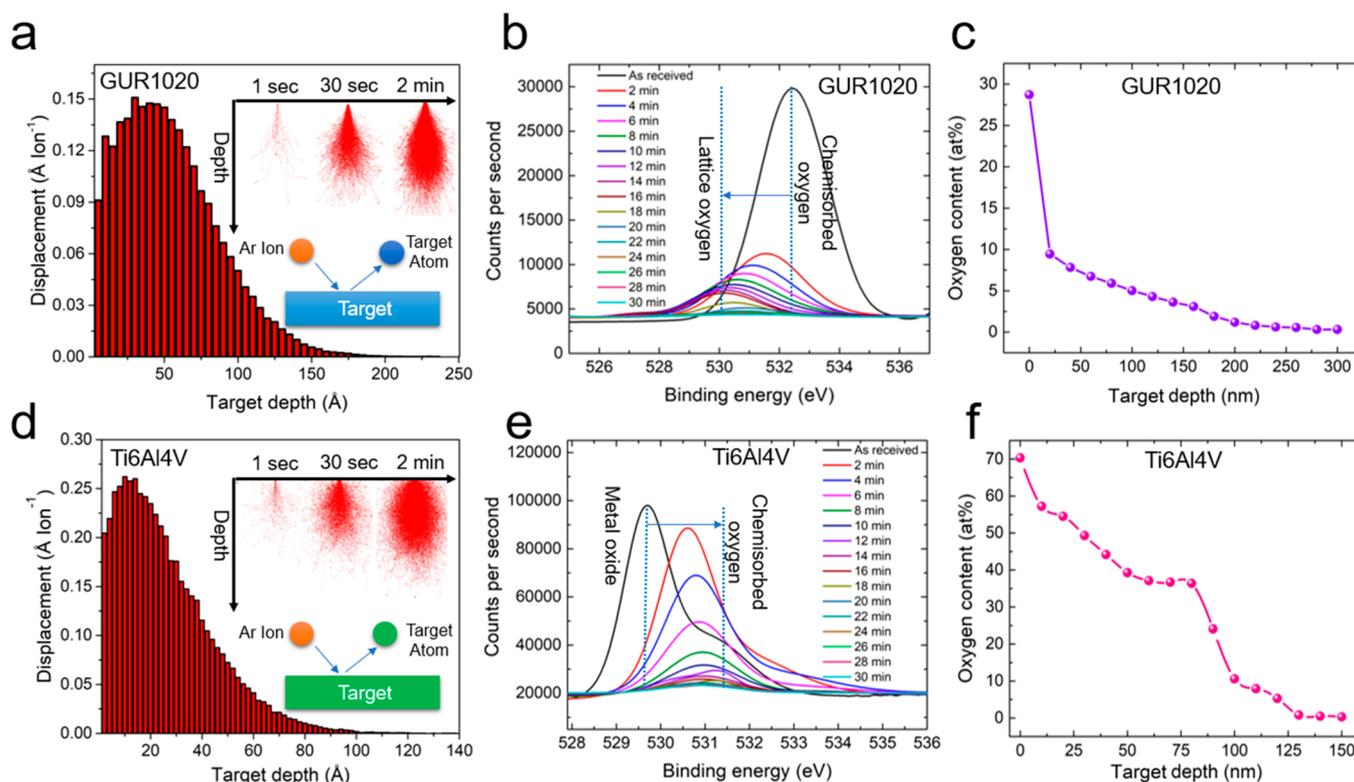 a
GUR1020
1 sec 30 sec 2 min
Depth
Ar Ion
Target
Atom
Target
Displacement (Å Ion-1)
0.15
0.12
0.09
0.06
0.03
0.00
50 100 150 200 250
Target depth (Å)
b
GUR1020
As received
2 min
4 min
6 min
8 min
10 min
12 min
14 min
16 min
18 min
20 min
22 min
24 min
26 min
28 min
30 min
Lattice oxygen
Chemisorbed
oxygen
Counts per second
30000
25000
20000
15000
10000
5000
0
526 528 530 532 534 536
Binding energy (eV)
c
GUR1020
Oxygen content (at%)
30
25
20
15
10
5
0
0 50 100 150 200 250 300
Target depth (nm)
d
Ti6Al4V
1 sec 30 sec 2 min
Depth
Ar Ion
Target
Atom
Target
Displacement (Å Ion-1)
0.30
0.25
0.20
0.15
0.10
0.05
0.00
20 40 60 80 100 120 140
Target depth (Å)
e
Ti6Al4V
As received
2 min
4 min
6 min
8 min
10 min
12 min
14 min
16 min
18 min
20 min
22 min
24 min
26 min
28 min
30 min
Metal oxide
Chemisorbed
oxygen
Counts per second
120000
100000
80000
60000
40000
20000
528 529 530 531 532 533 534 535 536
Binding energy (eV)
f
Ti6Al4V
Oxygen content (at%)
70
60
50
40
30
20
10
0
0 25 50 75 100 125 150
Target depth (nm)